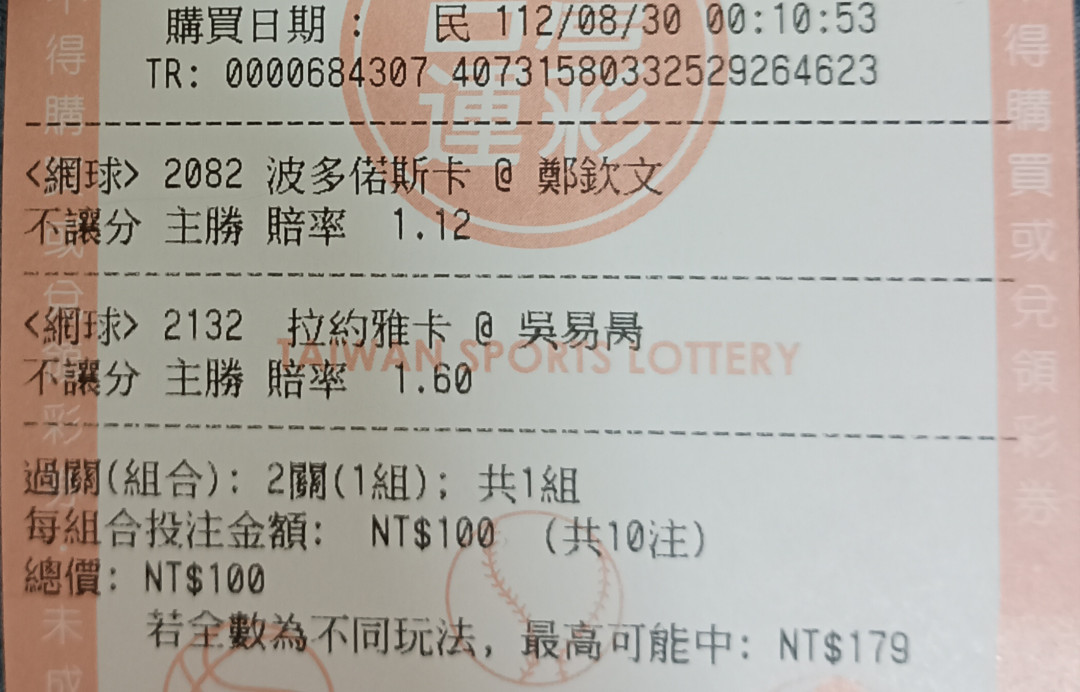 購買日期： 民 112/08/30 00:10:53
TR: 0000684307 40731580332529264623
<網球> 2082 波多偌斯卡 @ 鄭欽文
不讓分 主勝 賠率 1.12
<網球> 2132 拉約雅卡 @ 吳易昺
TAIWAN SPORTS LOTTERY
不讓分 主勝 賠率 1.60
過關(組合): 2關(1組); 共1組
每組合投注金額: NT$100 (共10注)
總價: NT$100
若全數為不同玩法, 最高可能中: NT$179
得購買或兌領彩券
運彩